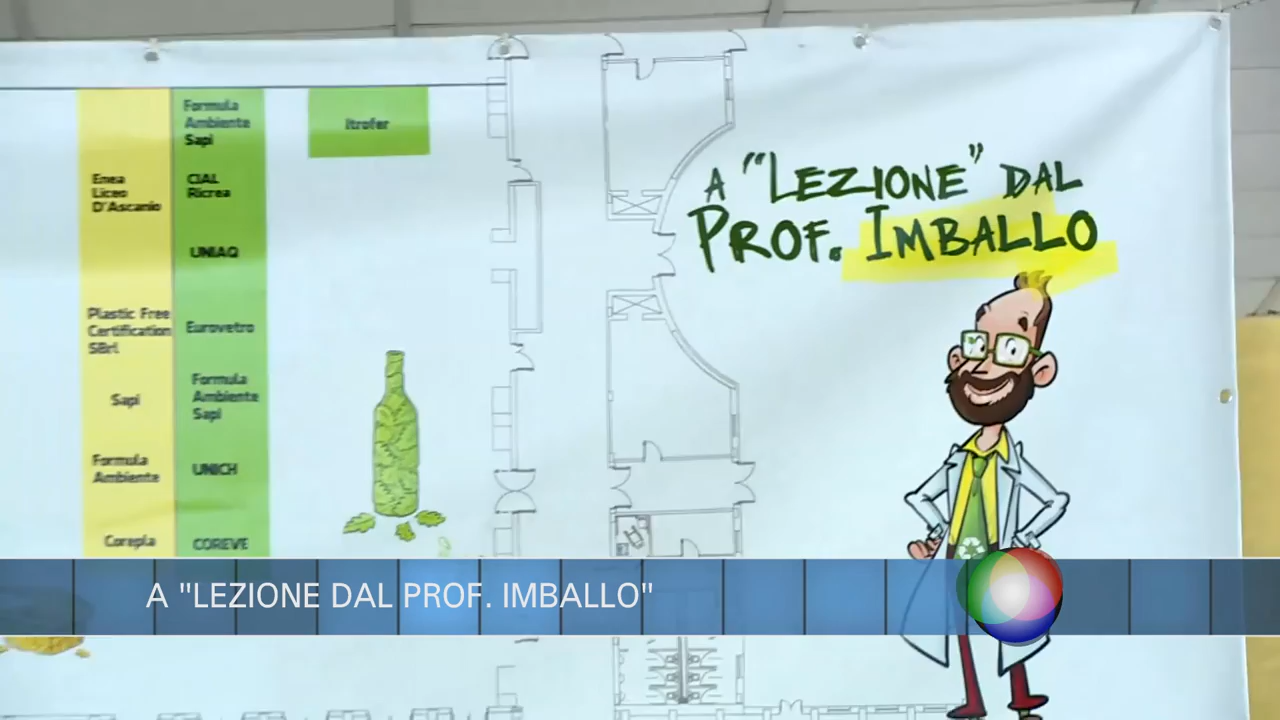 Enea
Liceo
D'Ascanio
Plastic Free
Certification
SBrl
Sapi
Formula
Ambiente
Corepla
Formula
Ambiente
Sapi
CIAL
Ricrea
UNIAQ
Eurovetro
Formula
Ambiente
Sapi
UNICH
COREVE
Itrofer
A "LEZIONE" DAL
PROF. IMBALLO
A "LEZIONE DAL PROF. IMBALLO"